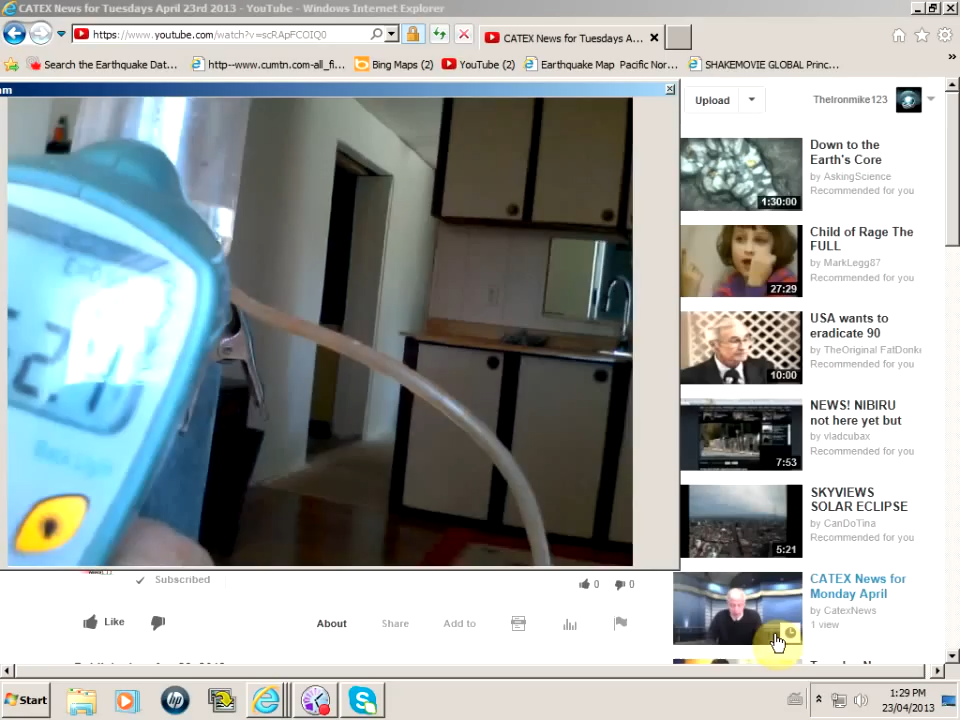 CATEX News for Tuesdays April 23rd 2013 - YouTube - Windows Internet Explorer
https://www.youtube.com/watch?v=scRApFCOIQ0
CATEX News for Tuesdays A...
Search the Earthquake Dat...
http--www.cumtn.com-all_fi...
Bing Maps (2)
YouTube (2)
Earthquake Map Pacific Nor...
SHAKEMOVIE GLOBAL Princ...
Upload
TheIronmike123
Down to the
Earth's Core
by AskingScience
Recommended for you
1:30:00
Child of Rage The
FULL
by MarkLegg87
Recommended for you
27:29
USA wants to
eradicate 90
by TheOriginal FatDonk
Recommended for you
10:00
NEWS! NIBIRU
not here yet but
by vladcubax
Recommended for you
7:53
SKYVIEWS
SOLAR ECLIPSE
by CanDoTina
Recommended for you
5:21
CATEX News for
Monday April
by CatexNews
1 view
Subscribed
0
0
Like
About
Share
Add to
Start
1:29 PM
23/04/2013